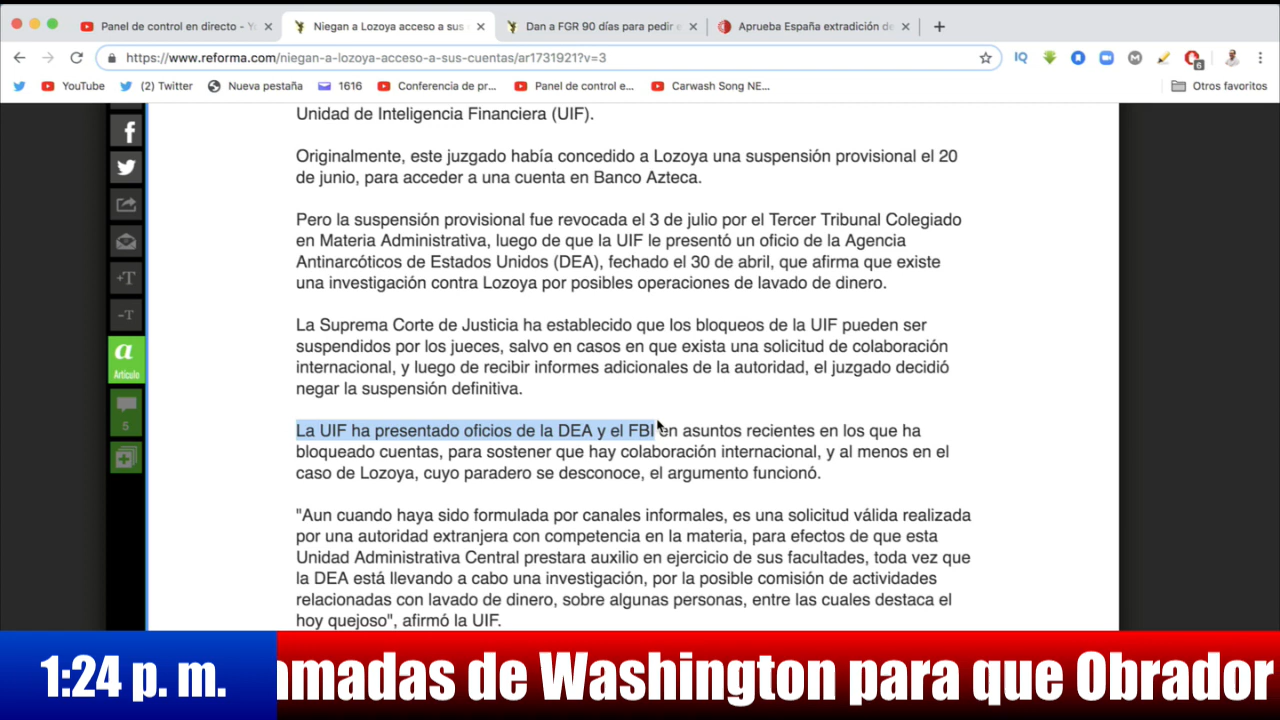 Panel de control en directo - Yo
Niegan a Lozoya acceso a sus
Dan a FGR 90 días para pedir e
Aprueba España extradición de
https://www.reforma.com/niegan-a-lozoya-acceso-a-sus-cuentas/ar1731921?v=3
IQ
M
6
YouTube
(2) Twitter
Nueva pestaña
1616
Conferencia de pr...
Panel de control e...
Carwash Song NE...
Otros favoritos
f
+T
-T
a
Artículo
5
Unidad de Inteligencia Financiera (UIF).
Originalmente, este juzgado había concedido a Lozoya una suspensión provisional el 20
de junio, para acceder a una cuenta en Banco Azteca.
Pero la suspensión provisional fue revocada el 3 de julio por el Tercer Tribunal Colegiado
en Materia Administrativa, luego de que la UIF le presentó un oficio de la Agencia
Antinarcóticos de Estados Unidos (DEA), fechado el 30 de abril, que afirma que existe
una investigación contra Lozoya por posibles operaciones de lavado de dinero.
La Suprema Corte de Justicia ha establecido que los bloqueos de la UIF pueden ser
suspendidos por los jueces, salvo en casos en que exista una solicitud de colaboración
internacional, y luego de recibir informes adicionales de la autoridad, el juzgado decidió
negar la suspensión definitiva.
La UIF ha presentado oficios de la DEA y el FBI en asuntos recientes en los que ha
bloqueado cuentas, para sostener que hay colaboración internacional, y al menos en el
caso de Lozoya, cuyo paradero se desconoce, el argumento funcionó.
"Aun cuando haya sido formulada por canales informales, es una solicitud válida realizada
por una autoridad extranjera con competencia en la materia, para efectos de que esta
Unidad Administrativa Central prestara auxilio en ejercicio de sus facultades, toda vez que
la DEA está llevando a cabo una investigación, por la posible comisión de actividades
relacionadas con lavado de dinero, sobre algunas personas, entre las cuales destaca el
hoy quejoso", afirmó la UIF.
1:24 p. m.
amadas de Washington para que Obrador